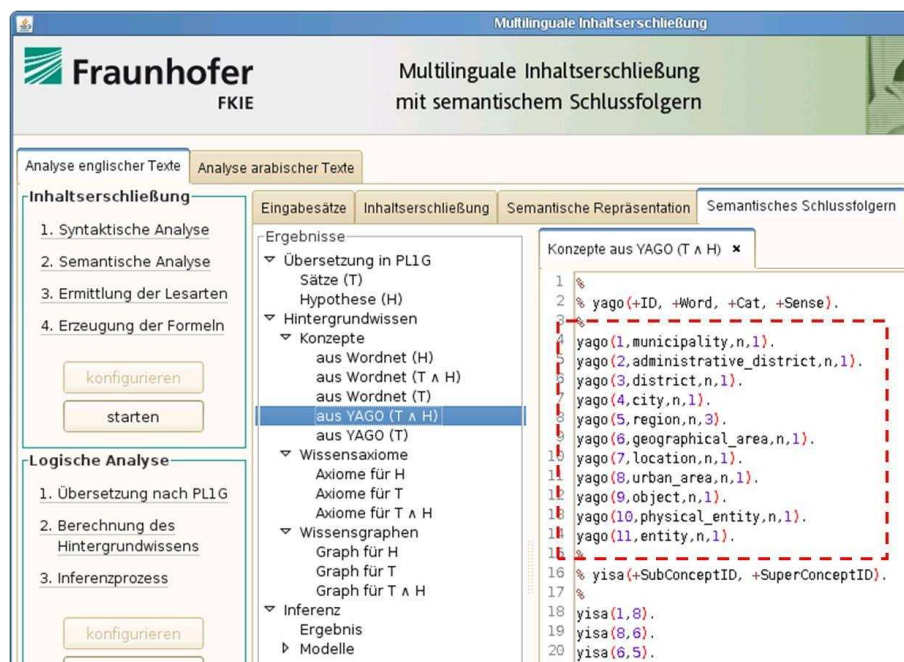 Multilinguale Inhaltserschließung
Fraunhofer
FKIE
Multilinguale Inhaltserschließung
mit semantischem Schlussfolgern
Analyse englischer Texte
Analyse arabischer Texte
Inhaltserschließung
1. Syntaktische Analyse
2. Semantische Analyse
3. Ermittlung der Lesarten
4. Erzeugung der Formeln
konfigurieren
starten
Logische Analyse
1. Übersetzung nach PL1G
2. Berechnung des
Hintergrundwissens
3. Inferenzprozess
konfigurieren
Eingabesätze
Inhaltserschließung
Semantische Repräsentation
Semantisches Schlussfolgern
Ergebnisse
Übersetzung in PL1G
Sätze (T)
Hypothese (H)
Hintergrundwissen
Konzepte
aus Wordnet (H)
aus Wordnet (T ∧ H)
aus Wordnet (T)
aus YAGO (T ∧ H)
aus YAGO (T)
Wissensaxiome
Axiome für H
Axiome für T
Axiome für T ∧ H
Wissensgraphen
Graph für H
Graph für T
Graph für T ∧ H
Inferenz
Ergebnis
Modelle
Konzepte aus YAGO (T ∧ H) ×
1 %
2 % yago(+ID, +Word, +Cat, +Sense).
3 %
4 yago(1,municipality,n,1).
5 yago(2,administrative_district,n,1).
6 yago(3,district,n,1).
7 yago(4,city,n,1).
8 yago(5,region,n,3).
9 yago(6,geographical_area,n,1).
10 yago(7,location,n,1).
11 yago(8,urban_area,n,1).
12 yago(9,object,n,1).
13 yago(10,physical_entity,n,1).
14 yago(11,entity,n,1).
15 %
16 % yisa(+SubConceptID, +SuperConceptID).
17 %
18 yisa(1,8).
19 yisa(8,6).
20 yisa(6,5).